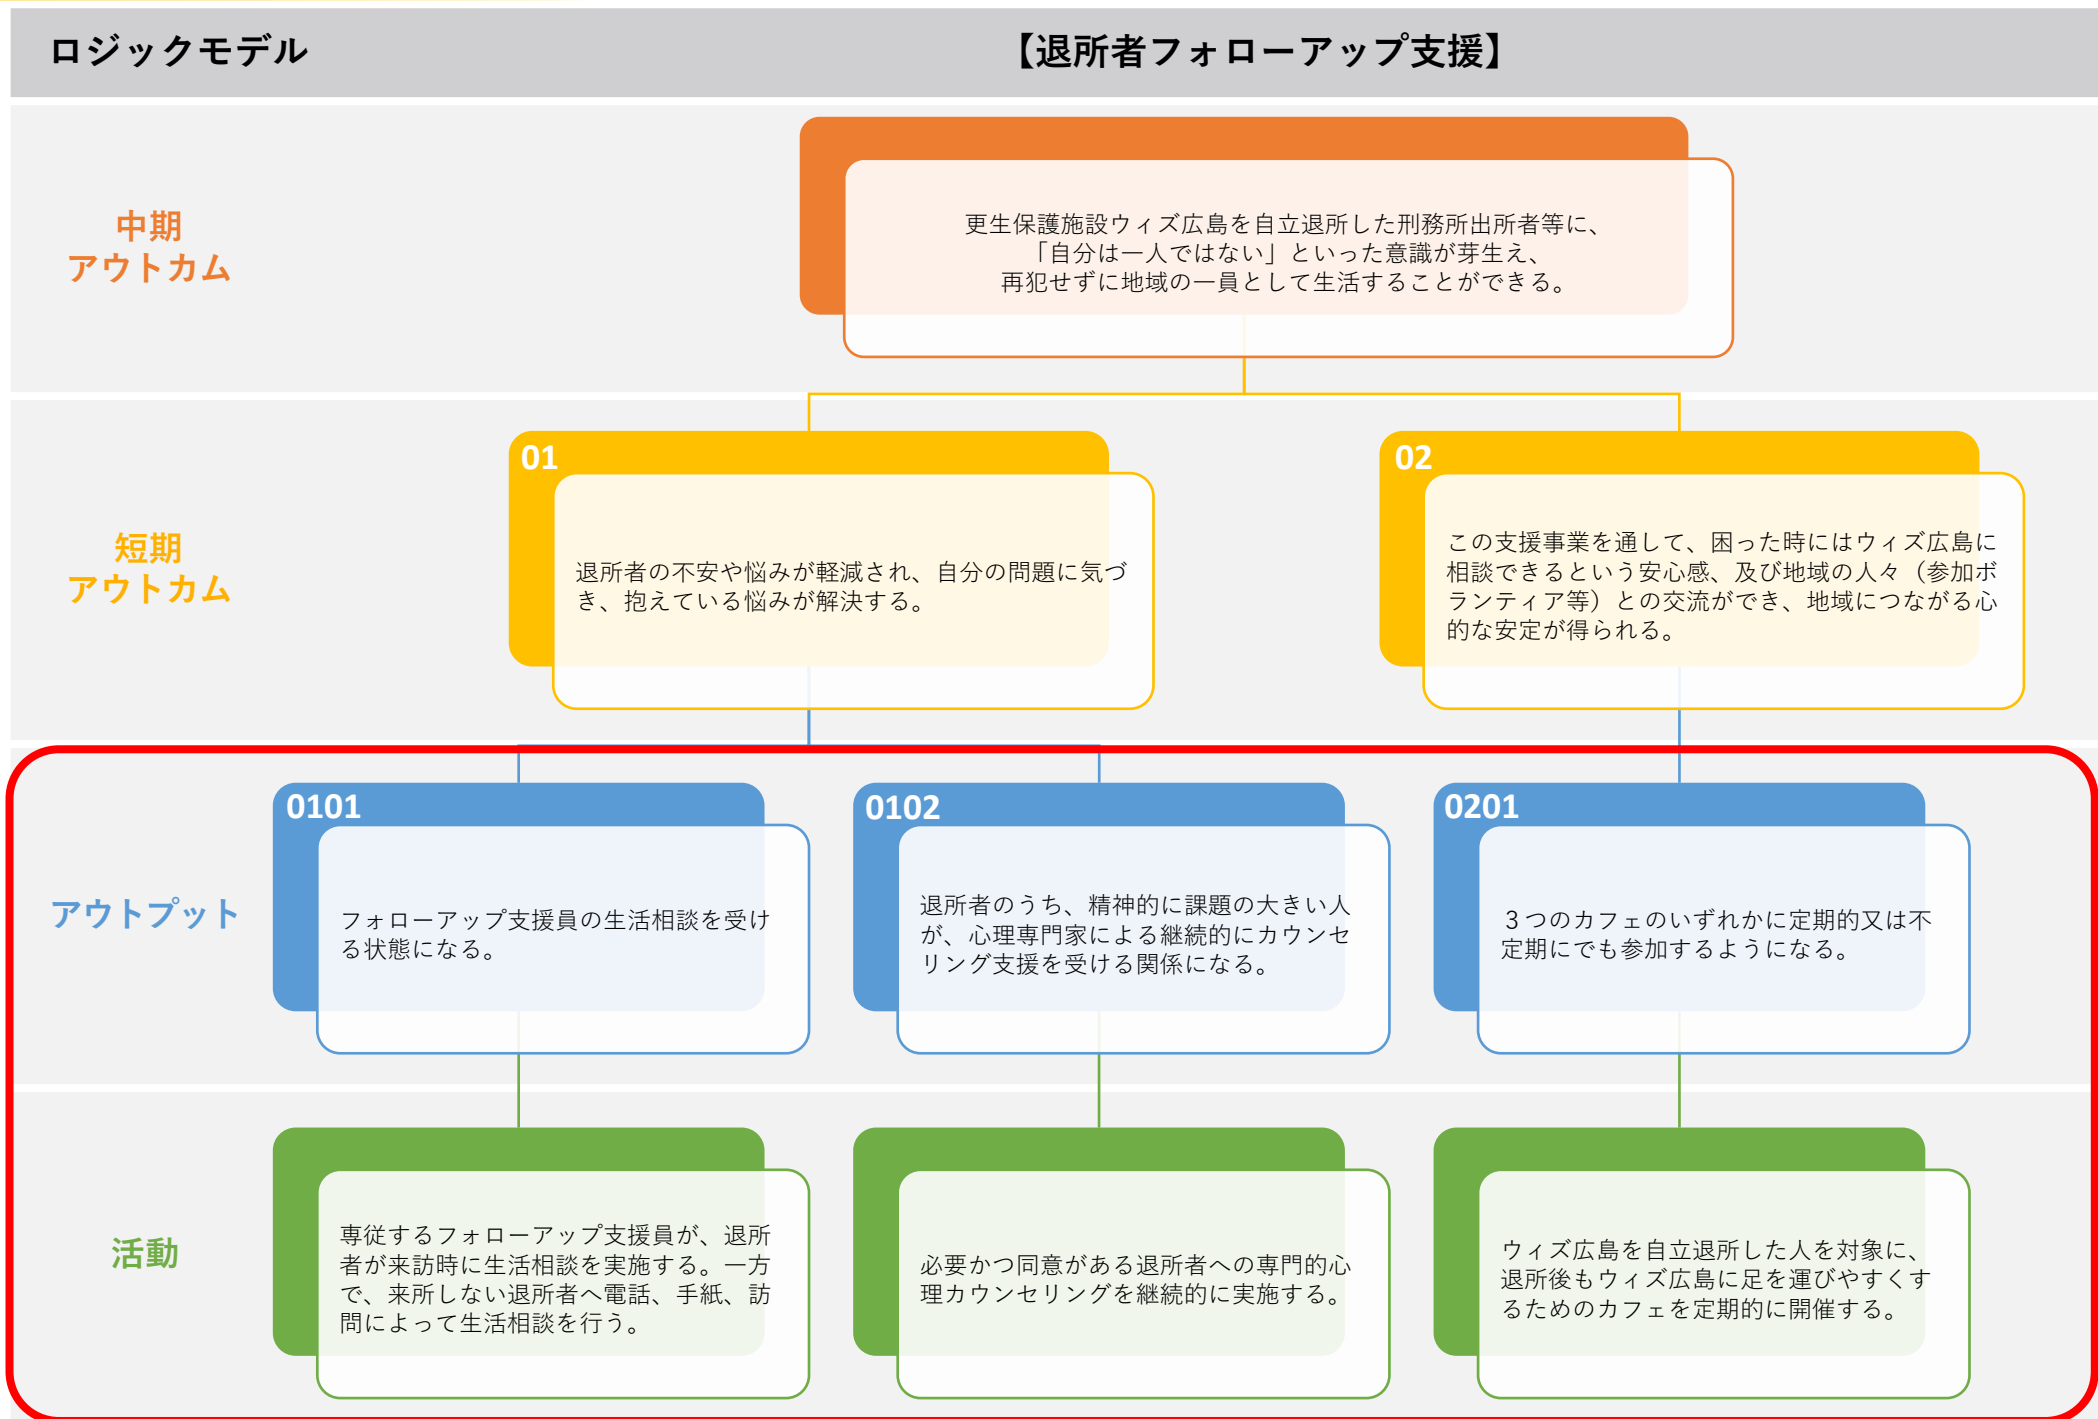 ロジックモデル
【退所者フォローアップ支援】
中期
アウトカム
更生保護施設ウィズ広島を自立退所した刑務所出所者等に、
「自分は一人ではない」といった意識が芽生え、
再犯せずに地域の一員として生活することができる。
短期
アウトカム
01
退所者の不安や悩みが軽減され、自分の問題に気づ
き、抱えている悩みが解決する。
02
この支援事業を通して、困った時にはウィズ広島に
相談できるという安心感、及び地域の人々（参加ボ
ランティア等）との交流ができ、地域につながる心
的な安定が得られる。
アウトプット
0101
フォローアップ支援員の生活相談を受け
る状態になる。
0102
退所者のうち、精神的に課題の大きい人
が、心理専門家による継続的にカウンセ
リング支援を受ける関係になる。
0201
３つのカフェのいずれかに定期的又は不
定期にでも参加するようになる。
活動
専従するフォローアップ支援員が、退所
者が来訪時に生活相談を実施する。一方
で、来所しない退所者へ電話、手紙、訪
問によって生活相談を行う。
必要かつ同意がある退所者への専門的心
理カウンセリングを継続的に実施する。
ウィズ広島を自立退所した人を対象に、
退所後もウィズ広島に足を運びやすくす
るためのカフェを定期的に開催する。